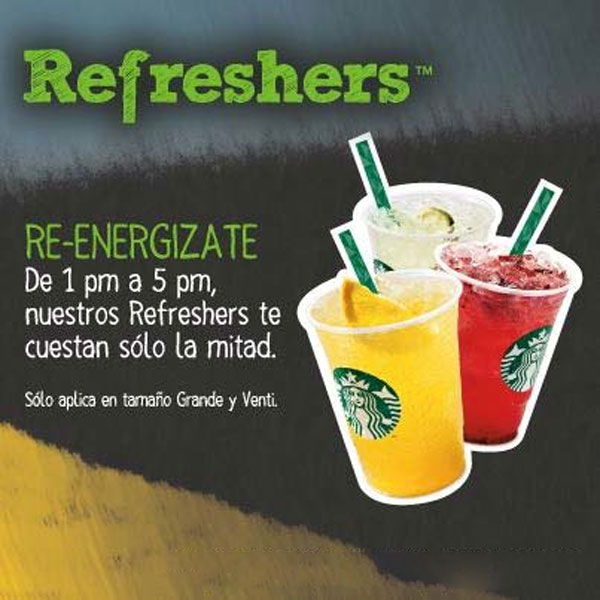 Refreshers™
RE-ENERGIZATE
De 1 pm a 5 pm,
nuestros Refreshers te
cuestan sólo la mitad.
Sólo aplica en tamaño Grande y Venti.